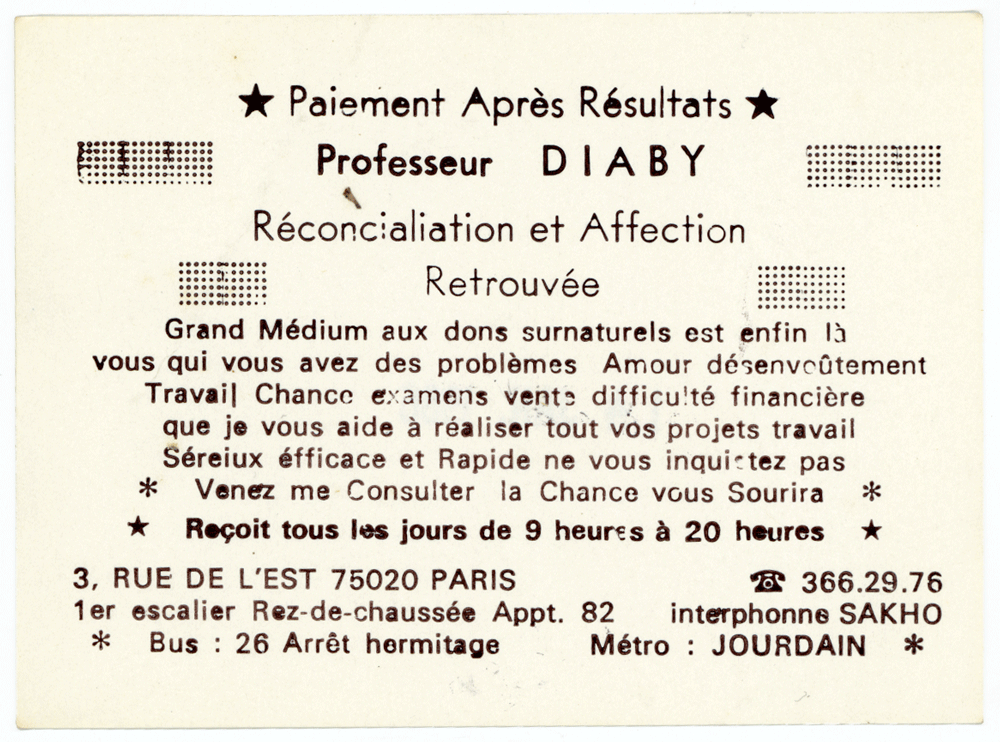 ★ Paiement Après Résultats ★
Professeur DIABY
Réconcialiation et Affection
Retrouvée
Grand Médium aux dons surnaturels est enfin là
vous qui vous avez des problèmes Amour désenvoûtement
Travail Chance examens vente difficulté financière
que je vous aide à réaliser tout vos projets travail
Séreiux éfficace et Rapide ne vous inquietez pas
* Venez me Consulter la Chance vous Sourira *
★ Reçoit tous les jours de 9 heures à 20 heures ★
3, RUE DE L'EST 75020 PARIS ☎ 366.29.76
1er escalier Rez-de-chaussée Appt. 82 interphonne SAKHO
* Bus : 26 Arrêt hermitage Métro : JOURDAIN *